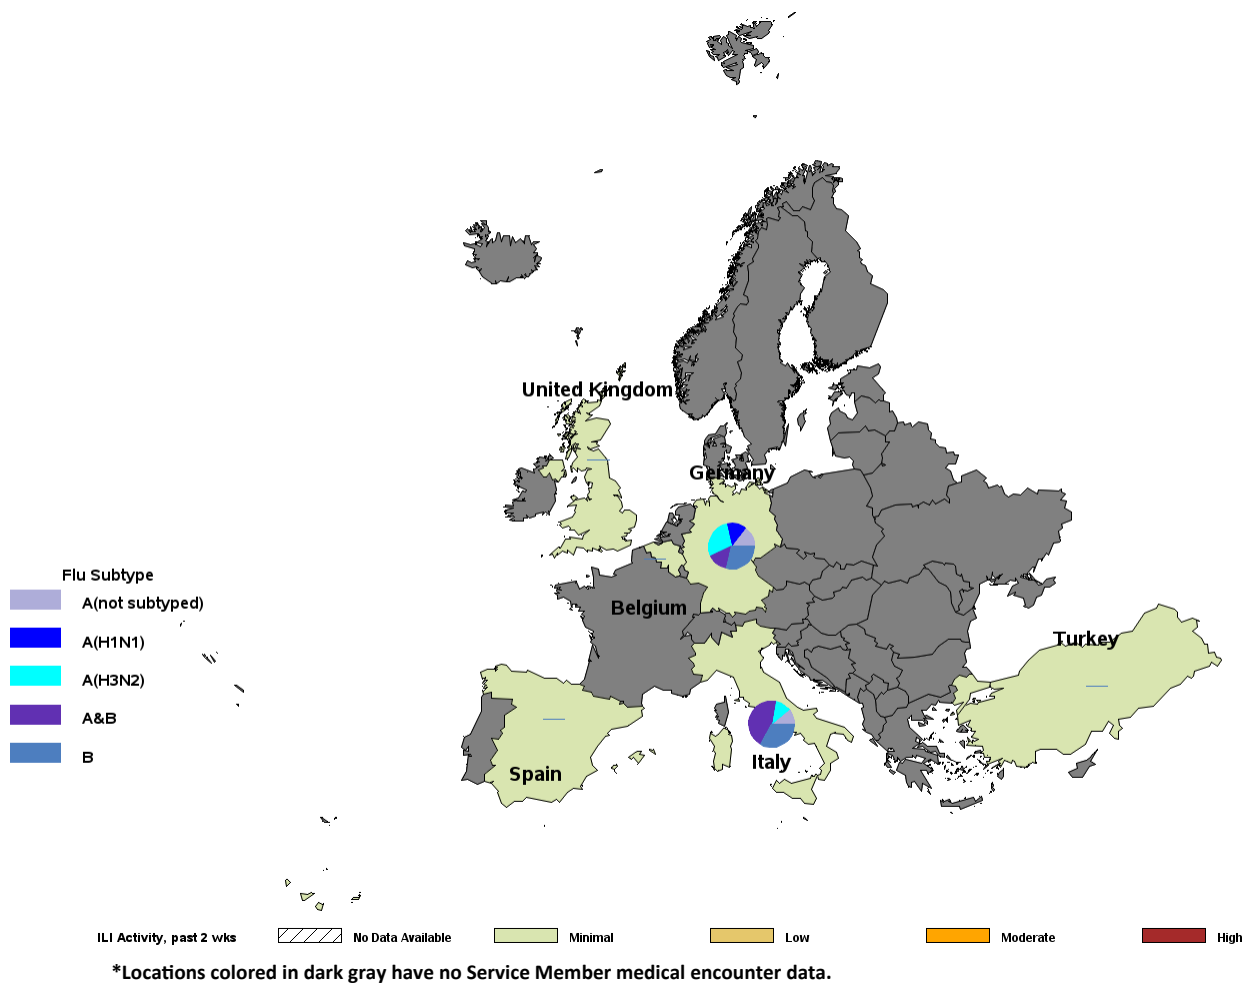 United Kingdom
Germany
Belgium
Turkey
Spain
Italy
Flu Subtype
A(not subtyped)
A(H1N1)
A(H3N2)
A&B
B
ILI Activity, past 2 wks
No Data Available
Minimal
Low
Moderate
High
*Locations colored in dark gray have no Service Member medical encounter data.